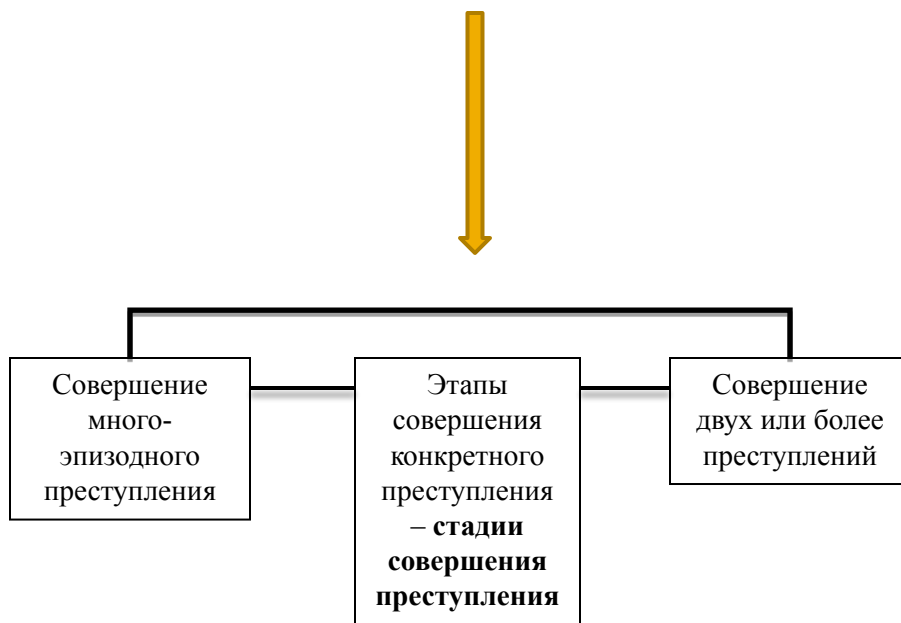 Совершение
много-
эпизодного
преступления
Этапы
совершения
конкретного
преступления
– стадии
совершения
преступления
Совершение
двух или более
преступлений